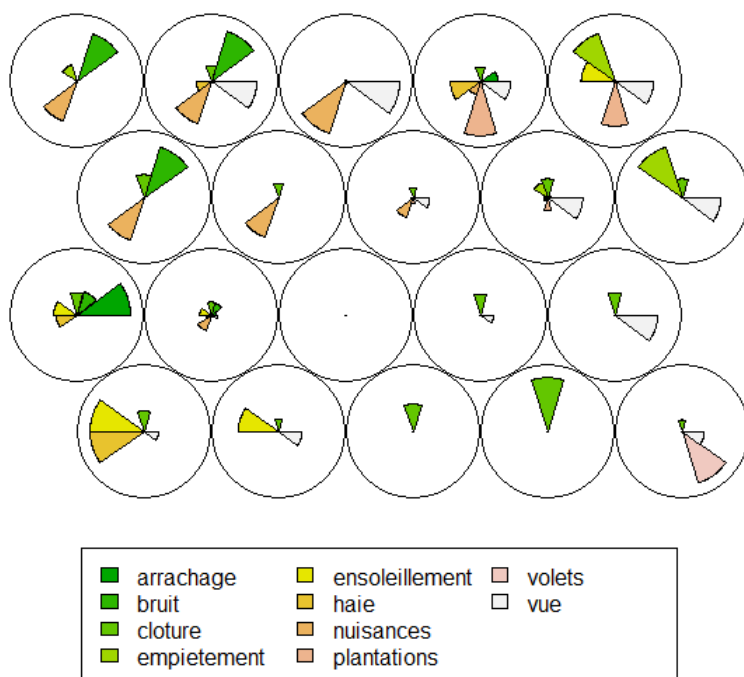 arrachage ensoleillement volets
bruit haie vue
cloture nuisances
empietement plantations